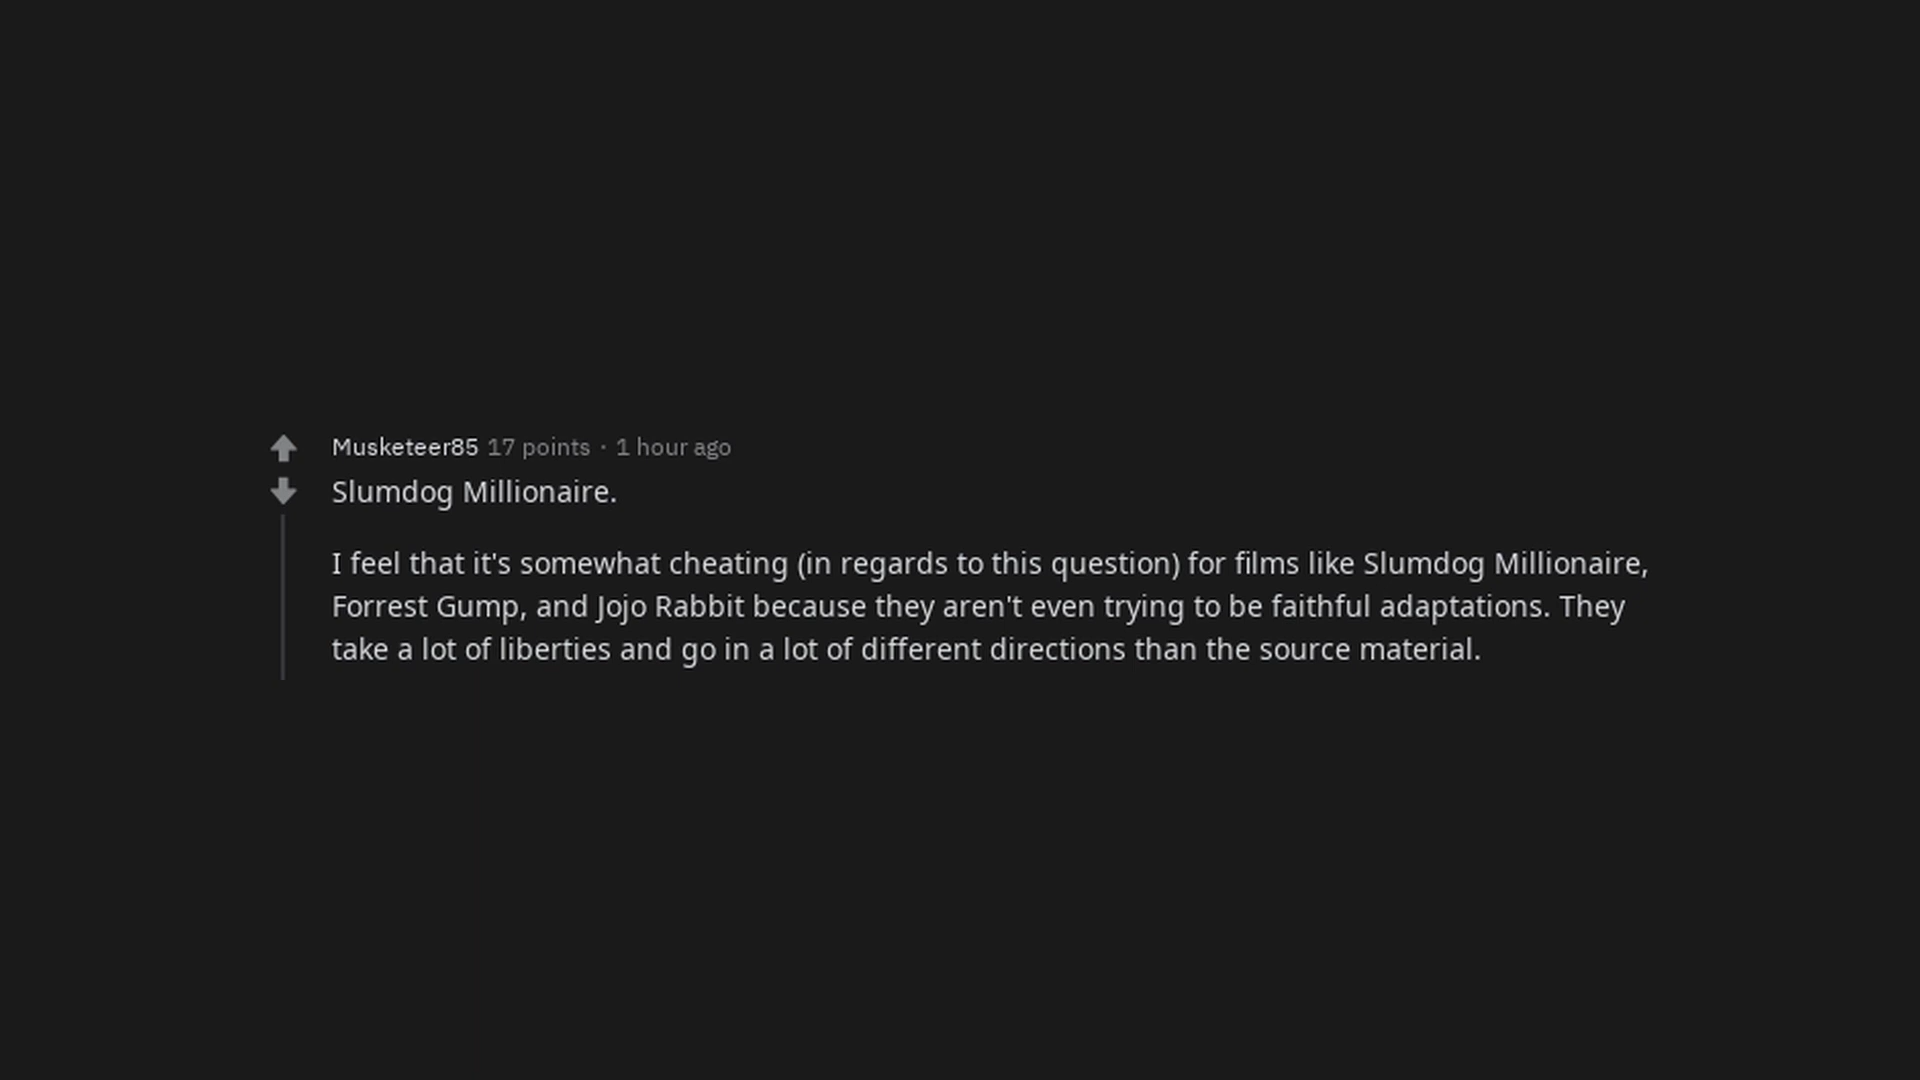 Musketeer85 17 points · 1 hour ago
Slumdog Millionaire.
I feel that it's somewhat cheating (in regards to this question) for films like Slumdog Millionaire,
Forrest Gump, and Jojo Rabbit because they aren't even trying to be faithful adaptations. They
take a lot of liberties and go in a lot of different directions than the source material.